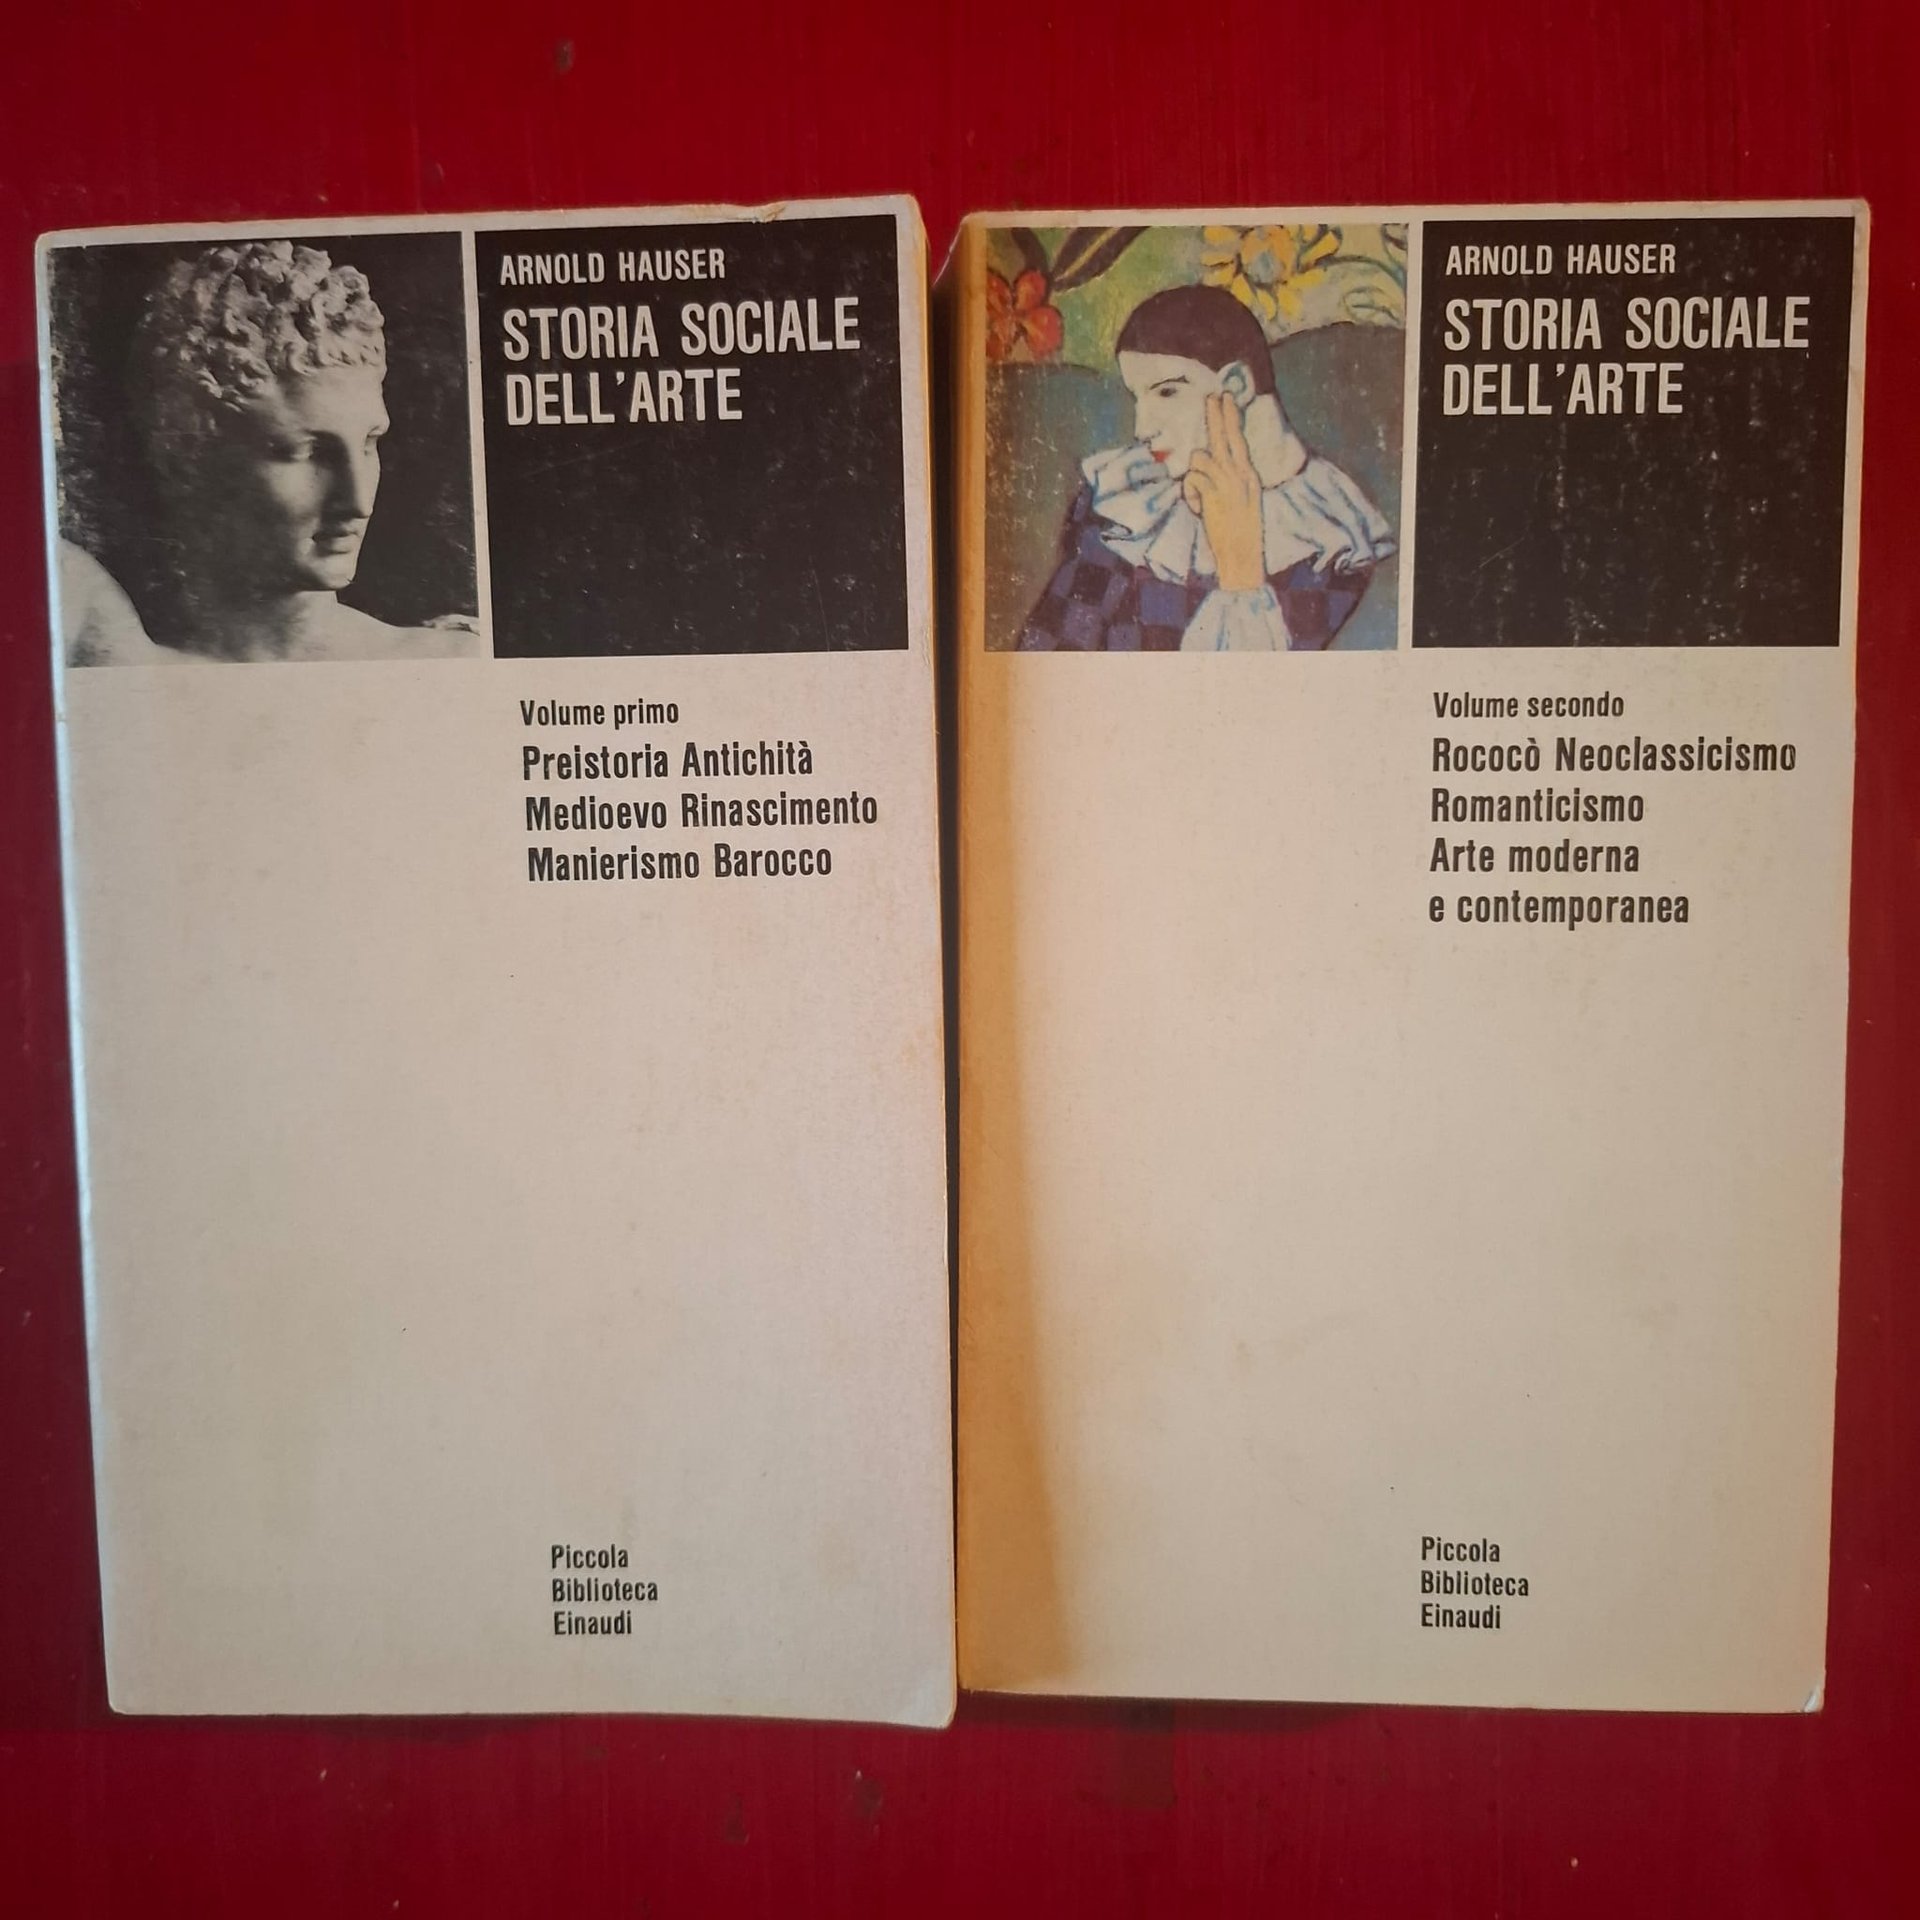 ARNOLD HAUSER
STORIA SOCIALE
DELL'ARTE
Volume primo
Preistoria Antichità
Medioevo Rinascimento
Manierismo Barocco
Piccola
Biblioteca
Einaudi
ARNOLD HAUSER
STORIA SOCIALE
DELL'ARTE
Volume secondo
Rococò Neoclassicismo
Romanticismo
Arte moderna
e contemporanea
Piccola
Biblioteca
Einaudi